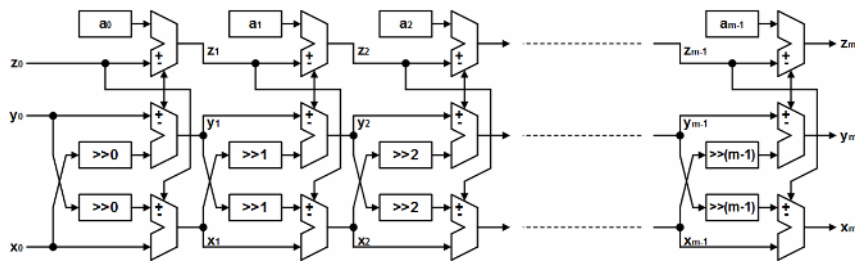 a0 a1 a2 am-1
+ - + - + - + -
z0 z1 z2 zm-1 zm
y0 + - y1 + - y2 + - ym-1 + - ym
>>0 >>1 >>2 >>(m-1)
>>0 + - >>1 + - >>2 + - >>(m-1) + -
x0 x1 x2 xm-1 xm